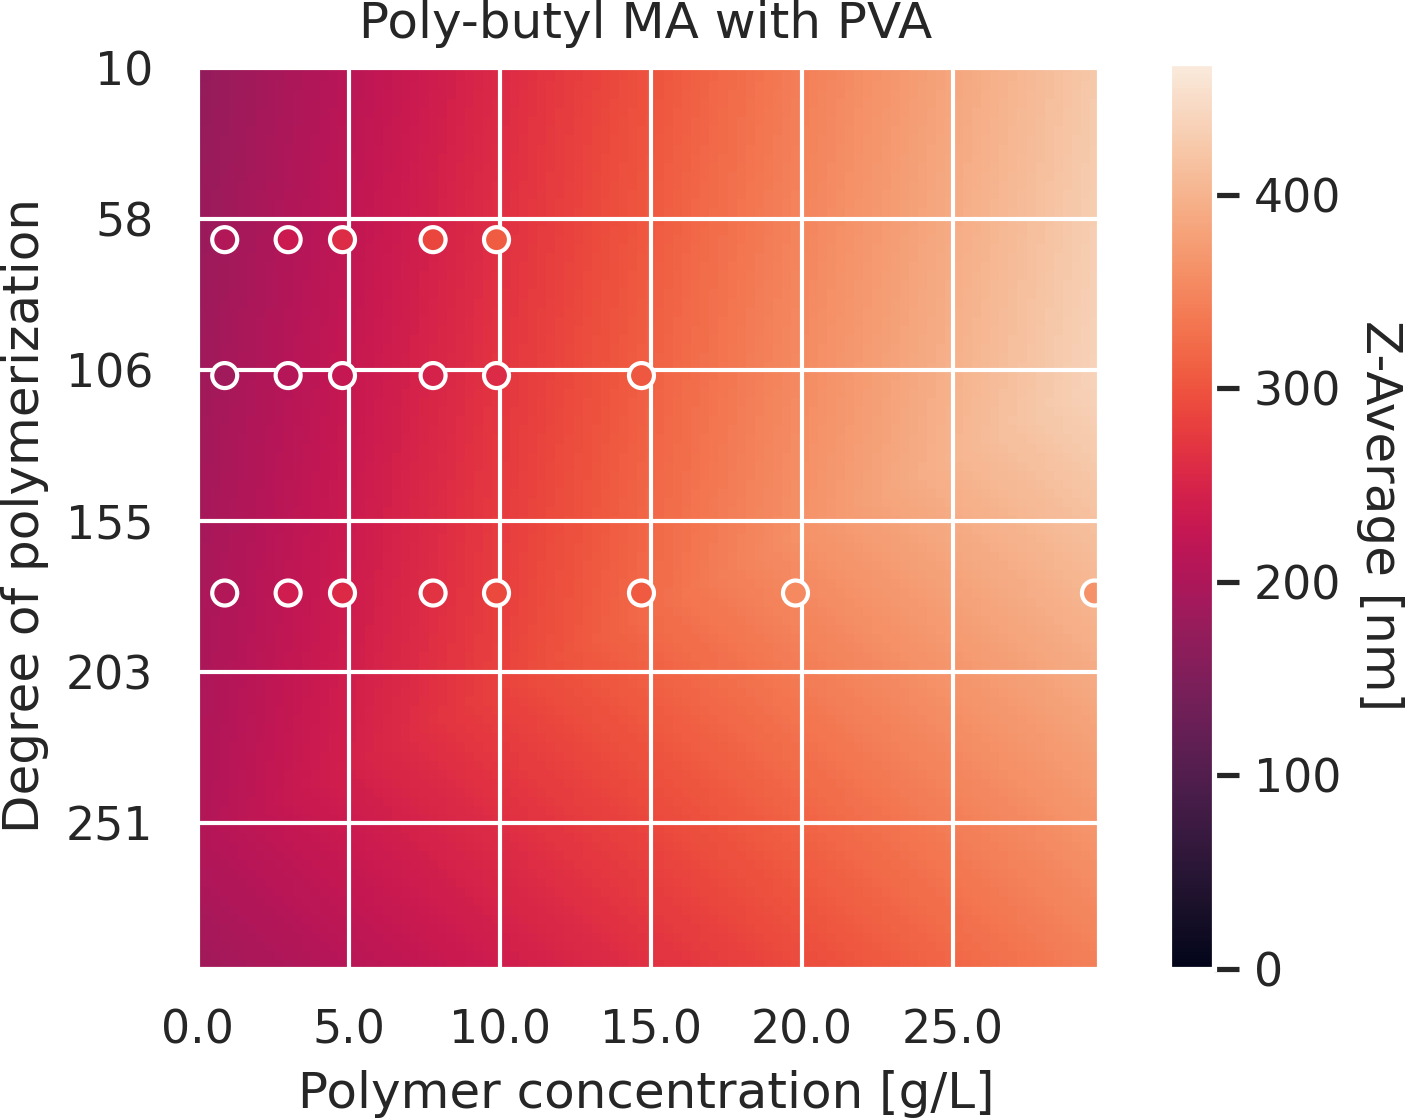 Poly-butyl MA with PVA
10
58
106
155
203
251
Degree of polymerization
0.0 5.0 10.0 15.0 20.0 25.0
Polymer concentration [g/L]
400
300
200
100
0
Z-Average [nm]